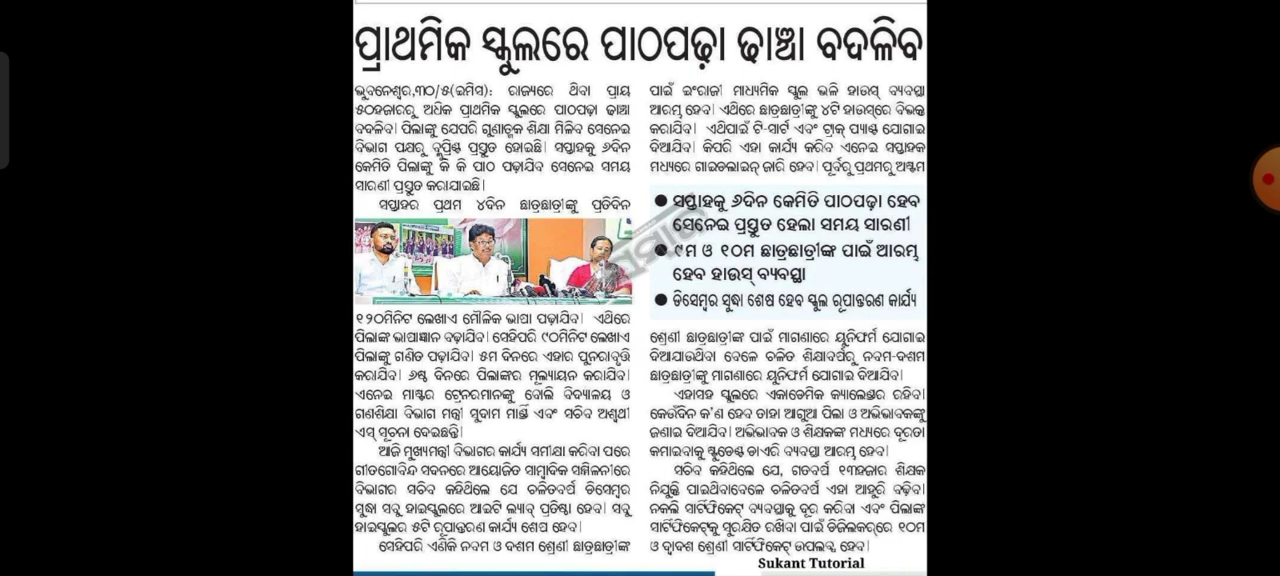 ପ୍ରାଥମିକ ସ୍କୁଲରେ ପାଠପଢ଼ା ଢାଞ୍ଚା ବଦଳିବ
ଭୁବନେଶ୍ୱର,୩୦/୫(ଇମିସ): ରାଜ୍ୟରେ ଥିବା ପ୍ରାୟ
୫୦ହଜାରରୁ ଅଧିକ ପ୍ରାଥମିକ ସ୍କୁଲରେ ପାଠପଢ଼ା ଢାଞ୍ଚା
ବଦଳିବ। ପିଲାଙ୍କୁ ଯେପରି ଗୁଣାତ୍ମକ ଶିକ୍ଷା ମିଳିବ ସେନେଇ
ବିଭାଗ ପକ୍ଷରୁ ବ୍ଲୁପ୍ରିଣ୍ଟ ପ୍ରସ୍ତୁତ ହୋଇଛି। ସପ୍ତାହକୁ ୬ଦିନ
କେମିତି ପିଲାଙ୍କୁ କି କି ପାଠ ପଢ଼ାଯିବ ସେନେଇ ସମୟ
ସାରଣୀ ପ୍ରସ୍ତୁତ କରାଯାଇଛି।
ସପ୍ତାହର ପ୍ରଥମ ୪ଦିନ ଛାତ୍ରଛାତ୍ରୀଙ୍କୁ ପ୍ରତିଦିନ
୧୨୦ମିନିଟ ଲେଖାଏ ମୌଳିକ ଭାଷା ପଢ଼ାଯିବ। ଏଥିରେ
ପିଲାଙ୍କ ଭାଷାଜ୍ଞାନ ବଢ଼ାଯିବ। ସେହିପରି ୯୦ମିନିଟ ଲେଖାଏ
ପିଲାଙ୍କୁ ଗଣିତ ପଢ଼ାଯିବ। ୫ମ ଦିନରେ ଏହାର ପୁନରାବୃତ୍ତି
କରାଯିବ। ୬ଷ୍ଠ ଦିନରେ ପିଲାଙ୍କର ମୂଲ୍ୟାୟନ କରାଯିବ।
ଏନେଇ ମାଷ୍ଟର ଟ୍ରେନରମାନଙ୍କୁ ବୋଲି ବିଦ୍ୟାଳୟ ଓ
ଗଣଶିକ୍ଷା ବିଭାଗ ମନ୍ତ୍ରୀ ସୁଦାମ ମାର୍ଣ୍ଡି ଏବଂ ସଚିବ ଅଶ୍ୱଥୀ
ଏସ୍ ସୂଚନା ଦେଇଛନ୍ତି।
ଆଜି ମୁଖ୍ୟମନ୍ତ୍ରୀ ବିଭାଗର କାର୍ଯ୍ୟ ସମୀକ୍ଷା କରିବା ପରେ
ଗୀତଗୋବିନ୍ଦ ସଦନରେ ଆୟୋଜିତ ସାମ୍ବାଦିକ ସମ୍ମିଳନୀରେ
ବିଭାଗର ସଚିବ କହିଥିଲେ ଯେ ଚଳିତବର୍ଷ ଡିସେମ୍ବର
ସୁଦ୍ଧା ସବୁ ହାଇସ୍କୁଲରେ ଆଇଟି ଲ୍ୟାବ୍ ପ୍ରତିଷ୍ଠା ହେବ। ସବୁ
ହାଇସ୍କୁଲର ୫ଟି ରୂପାନ୍ତରଣ କାର୍ଯ୍ୟ ଶେଷ ହେବ।
ସେହିପରି ଏଣିକି ନବମ ଓ ଦଶମ ଶ୍ରେଣୀ ଛାତ୍ରଛାତ୍ରୀଙ୍କ
ପାଇଁ ଇଂରାଜୀ ମାଧ୍ୟମିକ ସ୍କୁଲ ଭଳି ହାଉସ୍ ବ୍ୟବସ୍ଥା
ଆରମ୍ଭ ହେବ। ଏଥିରେ ଛାତ୍ରଛାତ୍ରୀଙ୍କୁ ୪ଟି ହାଉସ୍‌ରେ ବିଭକ୍ତ
କରାଯିବ। ଏଥିପାଇଁ ଟି-ସାର୍ଟ ଏବଂ ଟ୍ରାକ୍ ପ୍ୟାଣ୍ଟ ଯୋଗାଇ
ଦିଆଯିବ। କିପରି ଏହା କାର୍ଯ୍ୟ କରିବ ଏନେଇ ସପ୍ତାହକ
ମଧ୍ୟରେ ଗାଇଡଲାଇନ୍ ଜାରି ହେବ। ପୂର୍ବରୁ ପ୍ରଥମରୁ ଅଷ୍ଟମ
● ସପ୍ତାହକୁ ୬ଦିନ କେମିତି ପାଠପଢ଼ା ହେବ
ସେନେଇ ପ୍ରସ୍ତୁତ ହେଲା ସମୟ ସାରଣୀ
● ୯ମ ଓ ୧୦ମ ଛାତ୍ରଛାତ୍ରୀଙ୍କ ପାଇଁ ଆରମ୍ଭ
ହେବ ହାଉସ୍ ବ୍ୟବସ୍ଥା
● ଡିସେମ୍ବର ସୁଦ୍ଧା ଶେଷ ହେବ ସ୍କୁଲ ରୂପାନ୍ତରଣ କାର୍ଯ୍ୟ
ଶ୍ରେଣୀ ଛାତ୍ରଛାତ୍ରୀଙ୍କ ପାଇଁ ମାଗଣାରେ ୟୁନିଫର୍ମ ଯୋଗାଇ
ଦିଆଯାଉଥିବା ବେଳେ ଚଳିତ ଶିକ୍ଷାବର୍ଷରୁ ନବମ-ଦଶମ
ଛାତ୍ରଛାତ୍ରୀଙ୍କୁ ମାଗଣାରେ ୟୁନିଫର୍ମ ଯୋଗାଇ ଦିଆଯିବ।
ଏହାସହ ସ୍କୁଲରେ ଏକାଡେମିକ କ୍ୟାଲେଣ୍ଡର ରହିବ।
କେଉଁଦିନ କ'ଣ ହେବ ତାହା ଆଗୁଆ ପିଲା ଓ ଅଭିଭାବକଙ୍କୁ
ଜଣାଇ ଦିଆଯିବ। ଅଭିଭାବକ ଓ ଶିକ୍ଷକଙ୍କ ମଧ୍ୟରେ ଦୂରତା
କମାଇବାକୁ ଷ୍ଟୁଡେଣ୍ଟ ଡାଏରି ବ୍ୟବସ୍ଥା ଆରମ୍ଭ ହେବ।
ସଚିବ କହିଥିଲେ ଯେ, ଗତବର୍ଷ ୧୩ହଜାର ଶିକ୍ଷକ
ନିଯୁକ୍ତି ପାଇଥିବାବେଳେ ଚଳିତବର୍ଷ ଏହା ଆହୁରି ବଢ଼ିବ।
ନକଲି ସାର୍ଟିଫିକେଟ୍ ବ୍ୟବସ୍ଥାକୁ ଦୂର କରିବା ଏବଂ ପିଲାଙ୍କ
ସାର୍ଟିଫିକେଟ୍‌କୁ ସୁରକ୍ଷିତ ରଖିବା ପାଇଁ ଡିଜିଲକର୍‌ରେ ୧୦ମ
ଓ ଦ୍ୱାଦଶ ଶ୍ରେଣୀ ସାର୍ଟିଫିକେଟ୍ ଉପଲବ୍ଧ ହେବ।
Sukant Tutorial